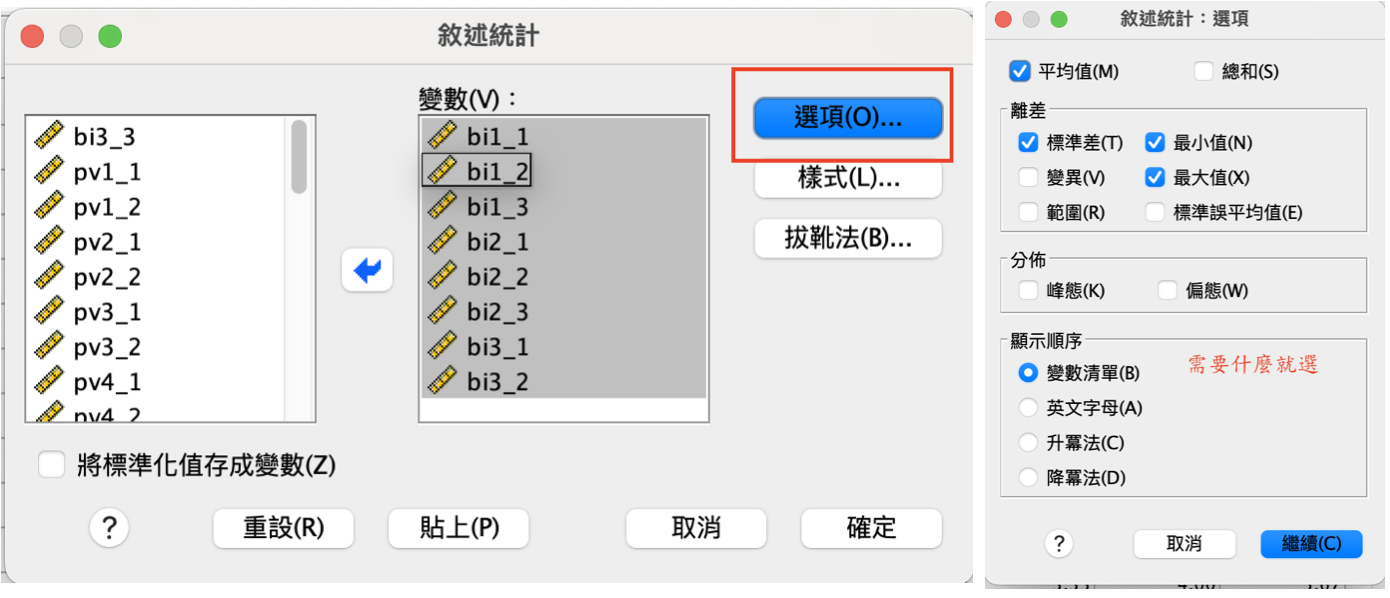 敘述統計
變數(V)：
bi3_3
pv1_1
pv1_2
pv2_1
pv2_2
pv3_1
pv3_2
pv4_1
pv4_2
bi1_1
bi1_2
bi1_3
bi2_1
bi2_2
bi2_3
bi3_1
bi3_2
選項(O)...
樣式(L)...
拔靴法(B)...
將標準化值存成變數(Z)
?
重設(R)
貼上(P)
取消
確定
敘述統計：選項
平均值(M)
總和(S)
離差
標準差(T)
最小值(N)
變異(V)
最大值(X)
範圍(R)
標準誤平均值(E)
分佈
峰態(K)
偏態(W)
顯示順序
變數清單(B)
英文字母(A)
升冪法(C)
降冪法(D)
需要什麼就選
?
取消
繼續(C)